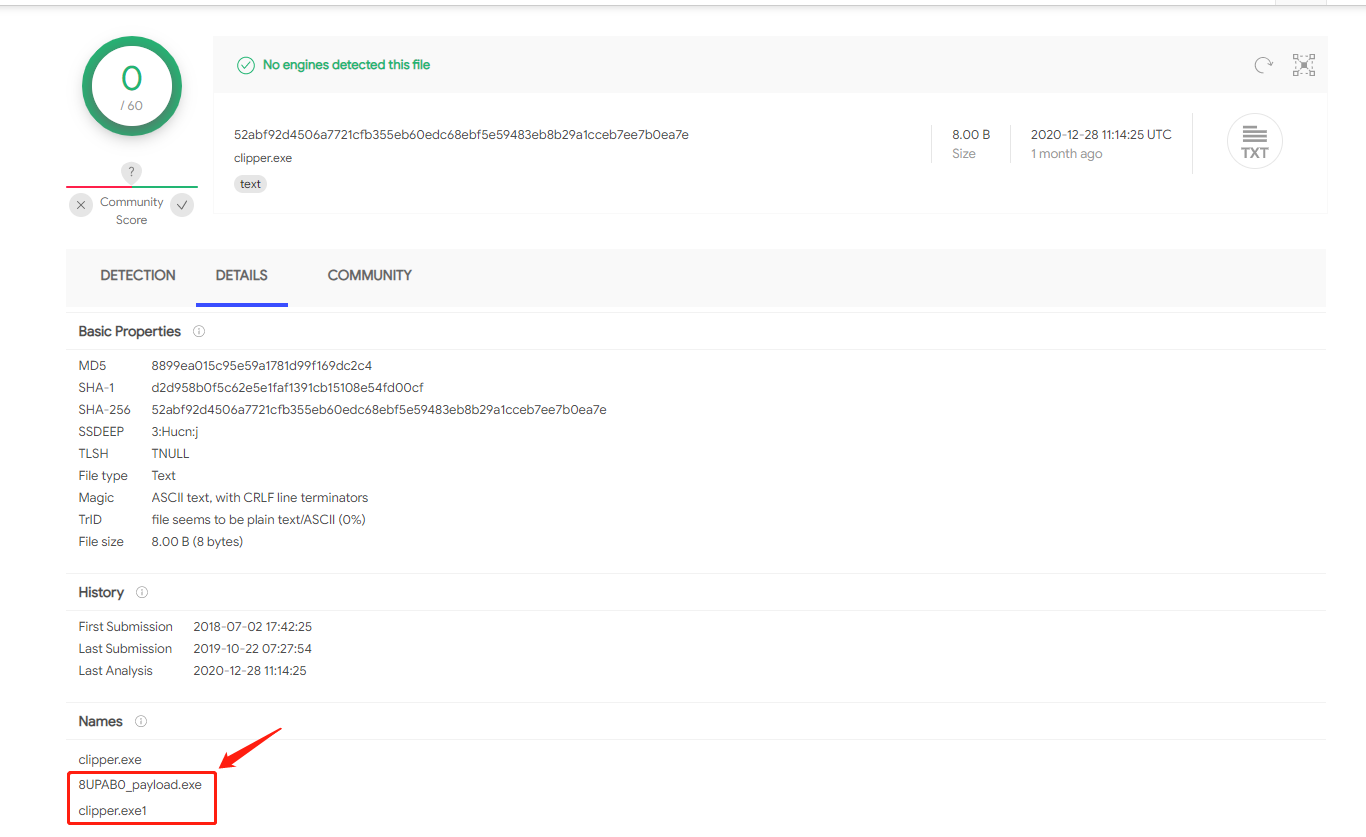 0
/ 60
No engines detected this file
52abf92d4506a7721cfb355eb60edc68ebf5e59483eb8b29a1cceb7ee7b0ea7e
clipper.exe
text
8.00 B
Size
2020-12-28 11:14:25 UTC
1 month ago
TXT
?
Community
Score
DETECTION DETAILS COMMUNITY
Basic Properties
MD5 8899ea015c95e59a1781d99f169dc2c4
SHA-1 d2d958b0f5c62e5e1faf1391cb15108e54fd00cf
SHA-256 52abf92d4506a7721cfb355eb60edc68ebf5e59483eb8b29a1cceb7ee7b0ea7e
SSDEEP 3:Hucn:j
TLSH TNULL
File type Text
Magic ASCII text, with CRLF line terminators
TrID file seems to be plain text/ASCII (0%)
File size 8.00 B (8 bytes)
History
First Submission 2018-07-02 17:42:25
Last Submission 2019-10-22 07:27:54
Last Analysis 2020-12-28 11:14:25
Names
clipper.exe
8UPAB0_payload.exe
clipper.exe1